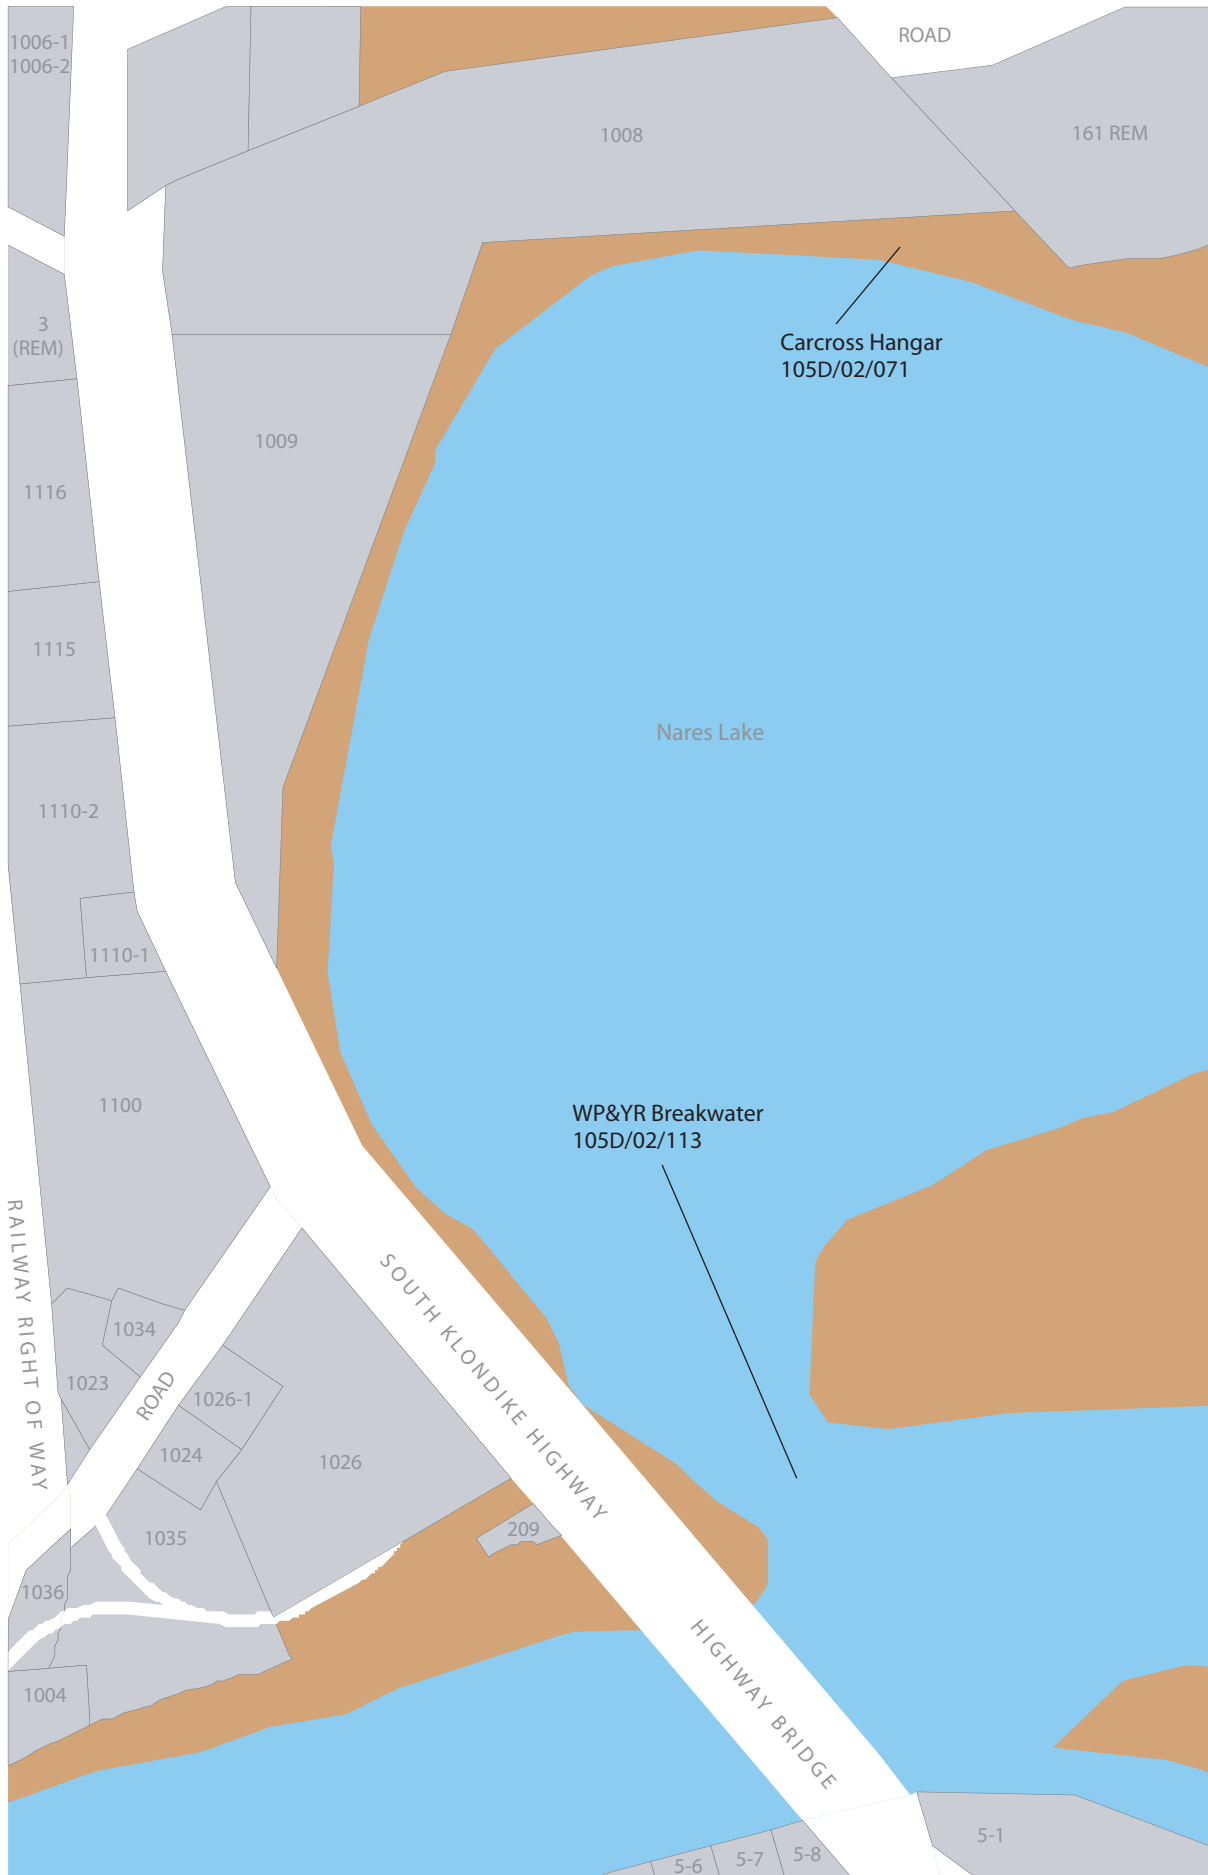 1006-1
1006-2
ROAD
1008
161 REM
3
(REM)
Carcross Hangar
105D/02/071
1009
1116
1115
Nares Lake
1110-2
1110-1
1100
WP&YR Breakwater
105D/02/113
RAILWAY RIGHT OF WAY
SOUTH KLONDIKE HIGHWAY
1034
1023
ROAD
1026-1
1024
1026
209
1035
1036
HIGHWAY BRIDGE
1004
5-1
5-8
5-7
5-6